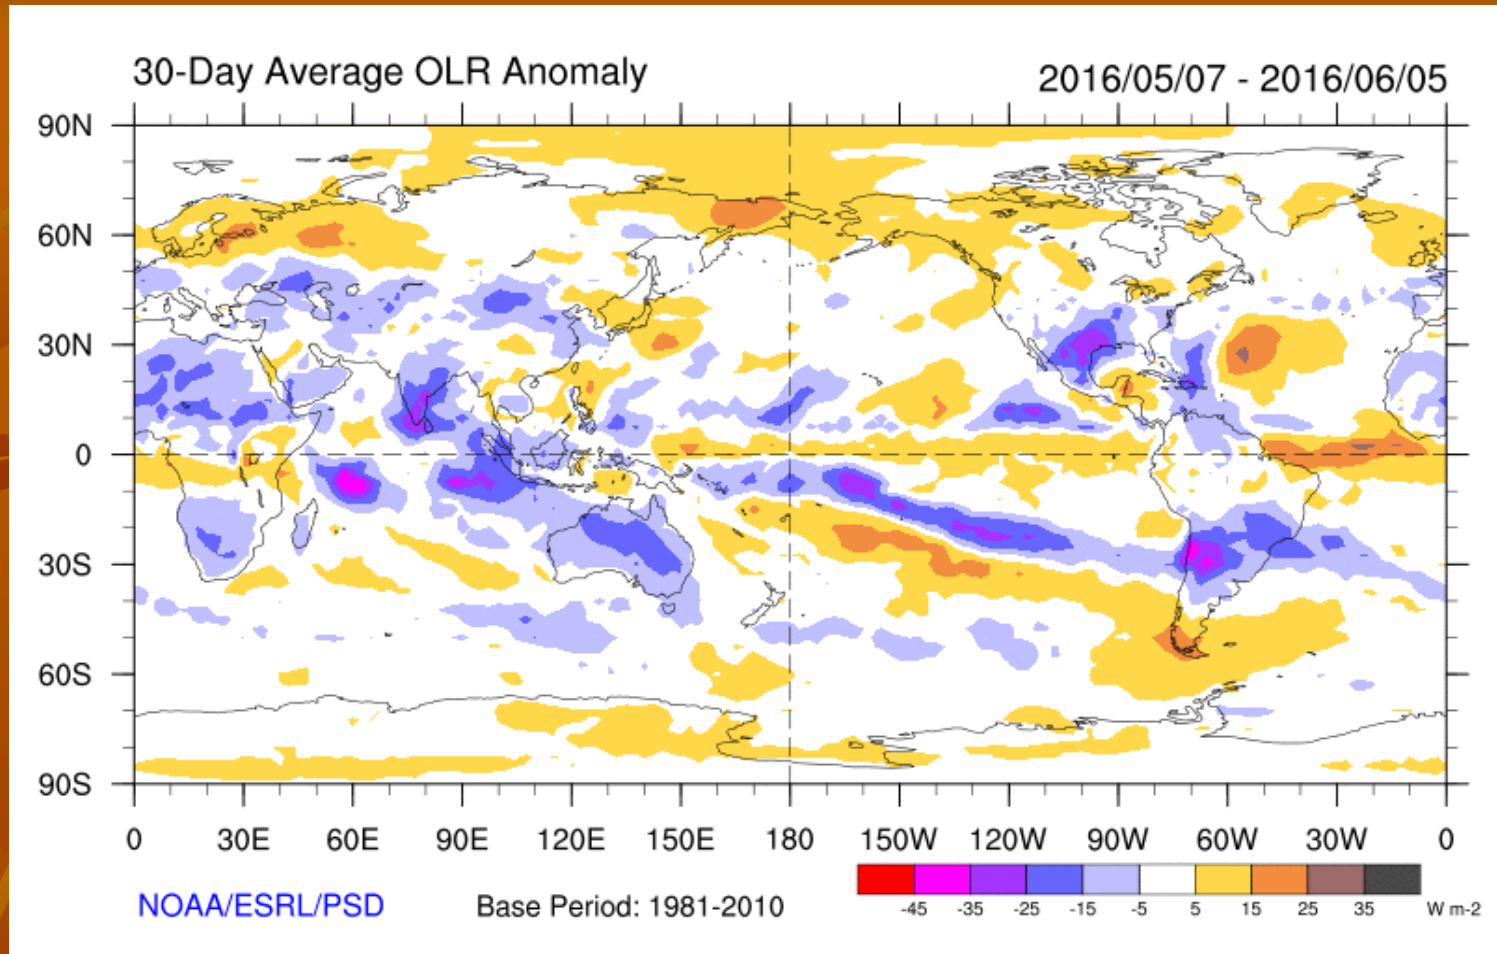 30-Day Average OLR Anomaly
2016/05/07 - 2016/06/05
90N
60N
30N
0
30S
60S
90S
0 30E 60E 90E 120E 150E 180 150W 120W 90W 60W 30W 0
NOAA/ESRL/PSD
Base Period: 1981-2010
-45 -35 -25 -15 -5 5 15 25 35 W m-2